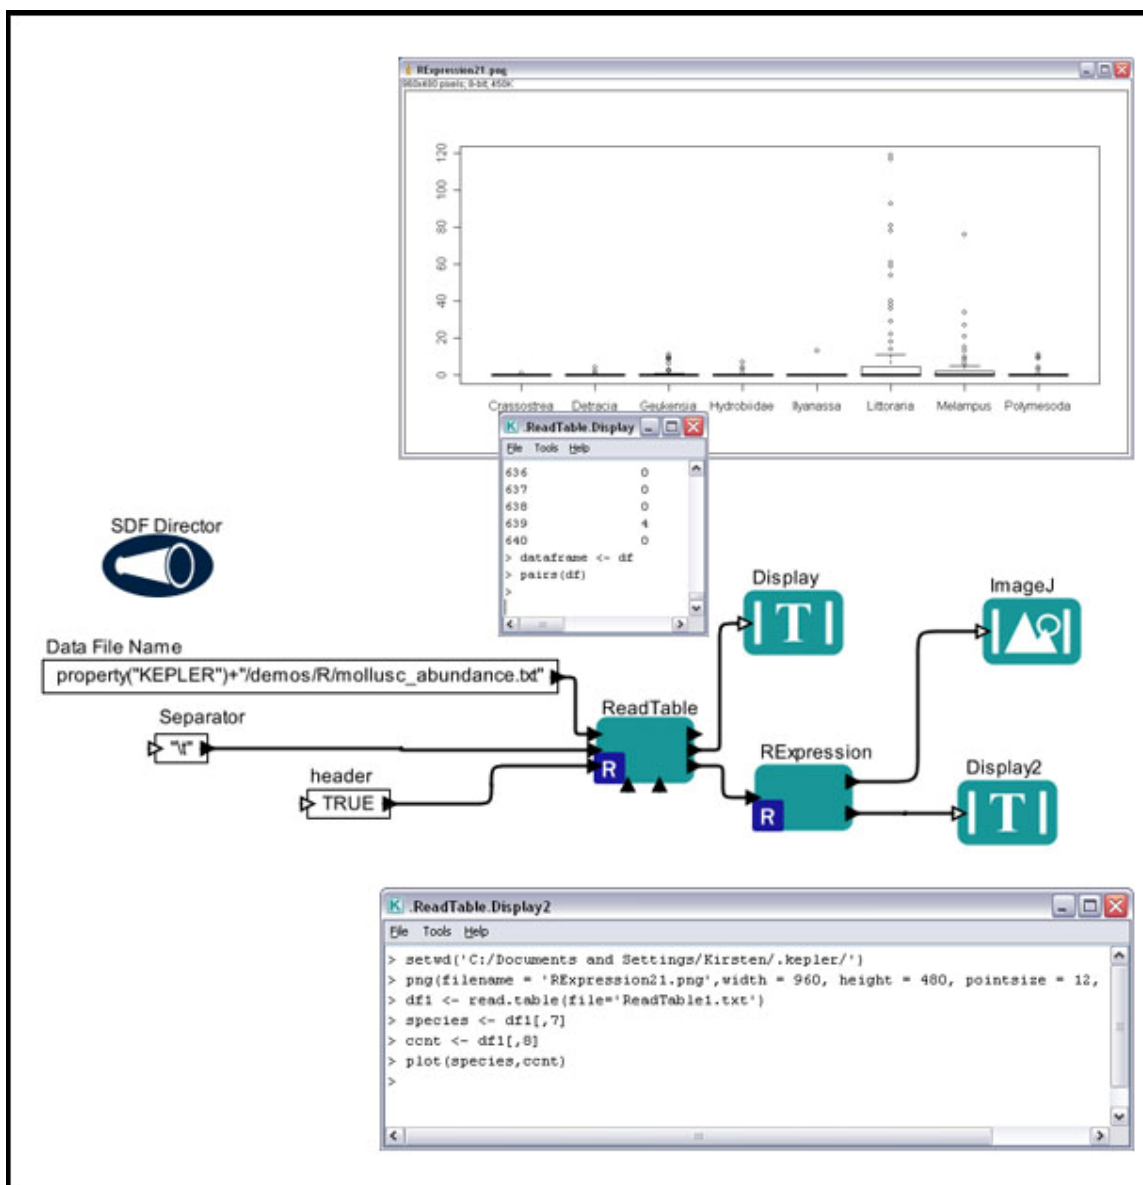 RExpression21.png
960x480 pixels; 8-bit; 450K
120
100
80
60
40
20
0
Crassostrea Detracia Geukensia Hydrobiidae Ilyanassa Littoraria Melampus Polymesoda
K .ReadTable.Display
File Tools Help
636 0
637 0
638 0
639 4
640 0
> dataframe <- df
> pairs(df)
>
SDF Director
Display
T
ImageJ
Data File Name
property("KEPLER")+"/demos/R/mollusc_abundance.txt"
Separator
"\t"
header
TRUE
ReadTable
R
RExpression
R
Display2
T
K .ReadTable.Display2
File Tools Help
> setwd('C:/Documents and Settings/Kirsten/.kepler/')
> png(filename = 'RExpression21.png',width = 960, height = 480, pointsize = 12,
> df1 <- read.table(file='ReadTable1.txt')
> species <- df1[,7]
> ccnt <- df1[,8]
> plot(species,ccnt)
>